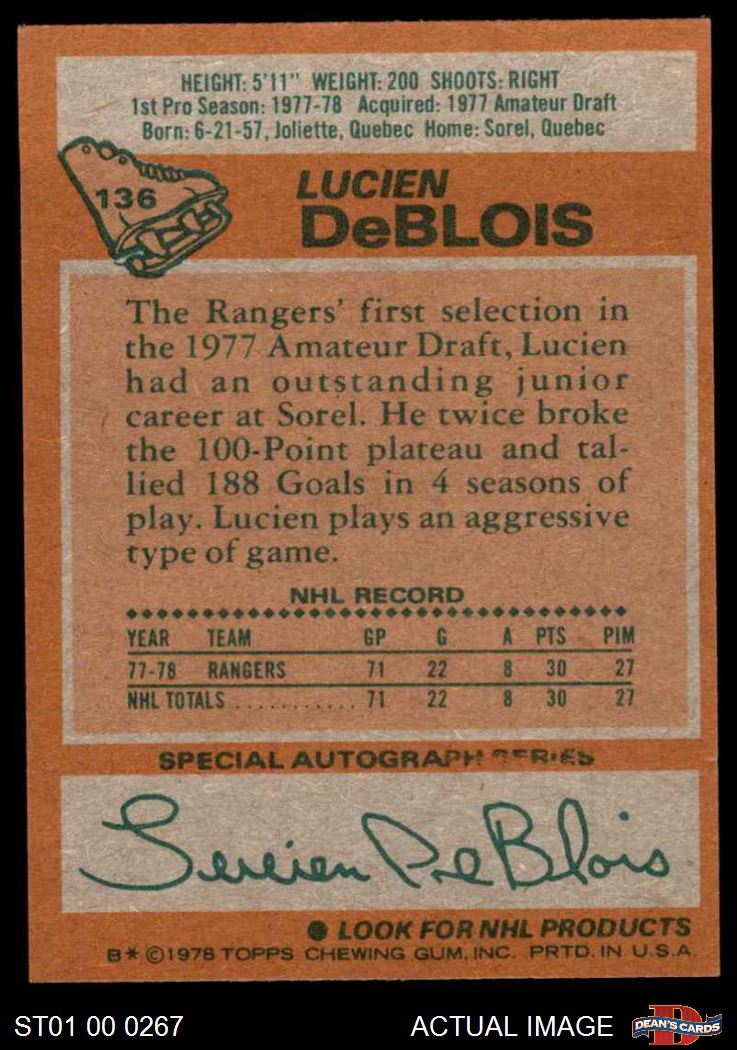 HEIGHT: 5'11" WEIGHT: 200 SHOOTS: RIGHT
1st Pro Season: 1977-78 Acquired: 1977 Amateur Draft
Born: 6-21-57, Joliette, Quebec Home: Sorel, Quebec
136
LUCIEN
DeBLOIS
The Rangers' first selection in
the 1977 Amateur Draft, Lucien
had an outstanding junior
career at Sorel. He twice broke
the 100-Point plateau and tal-
lied 188 Goals in 4 seasons of
play. Lucien plays an aggressive
type of game.
NHL RECORD
YEAR TEAM GP G A PTS PIM
77-78 RANGERS 71 22 8 30 27
NHL TOTALS ............ 71 22 8 30 27
SPECIAL AUTOGRAPH SERIES
Lucien DeBlois
● LOOK FOR NHL PRODUCTS
B* ©1978 TOPPS CHEWING GUM, INC. PRTD. IN U.S.A.
ST01 00 0267 ACTUAL IMAGE DEAN'S CARDS